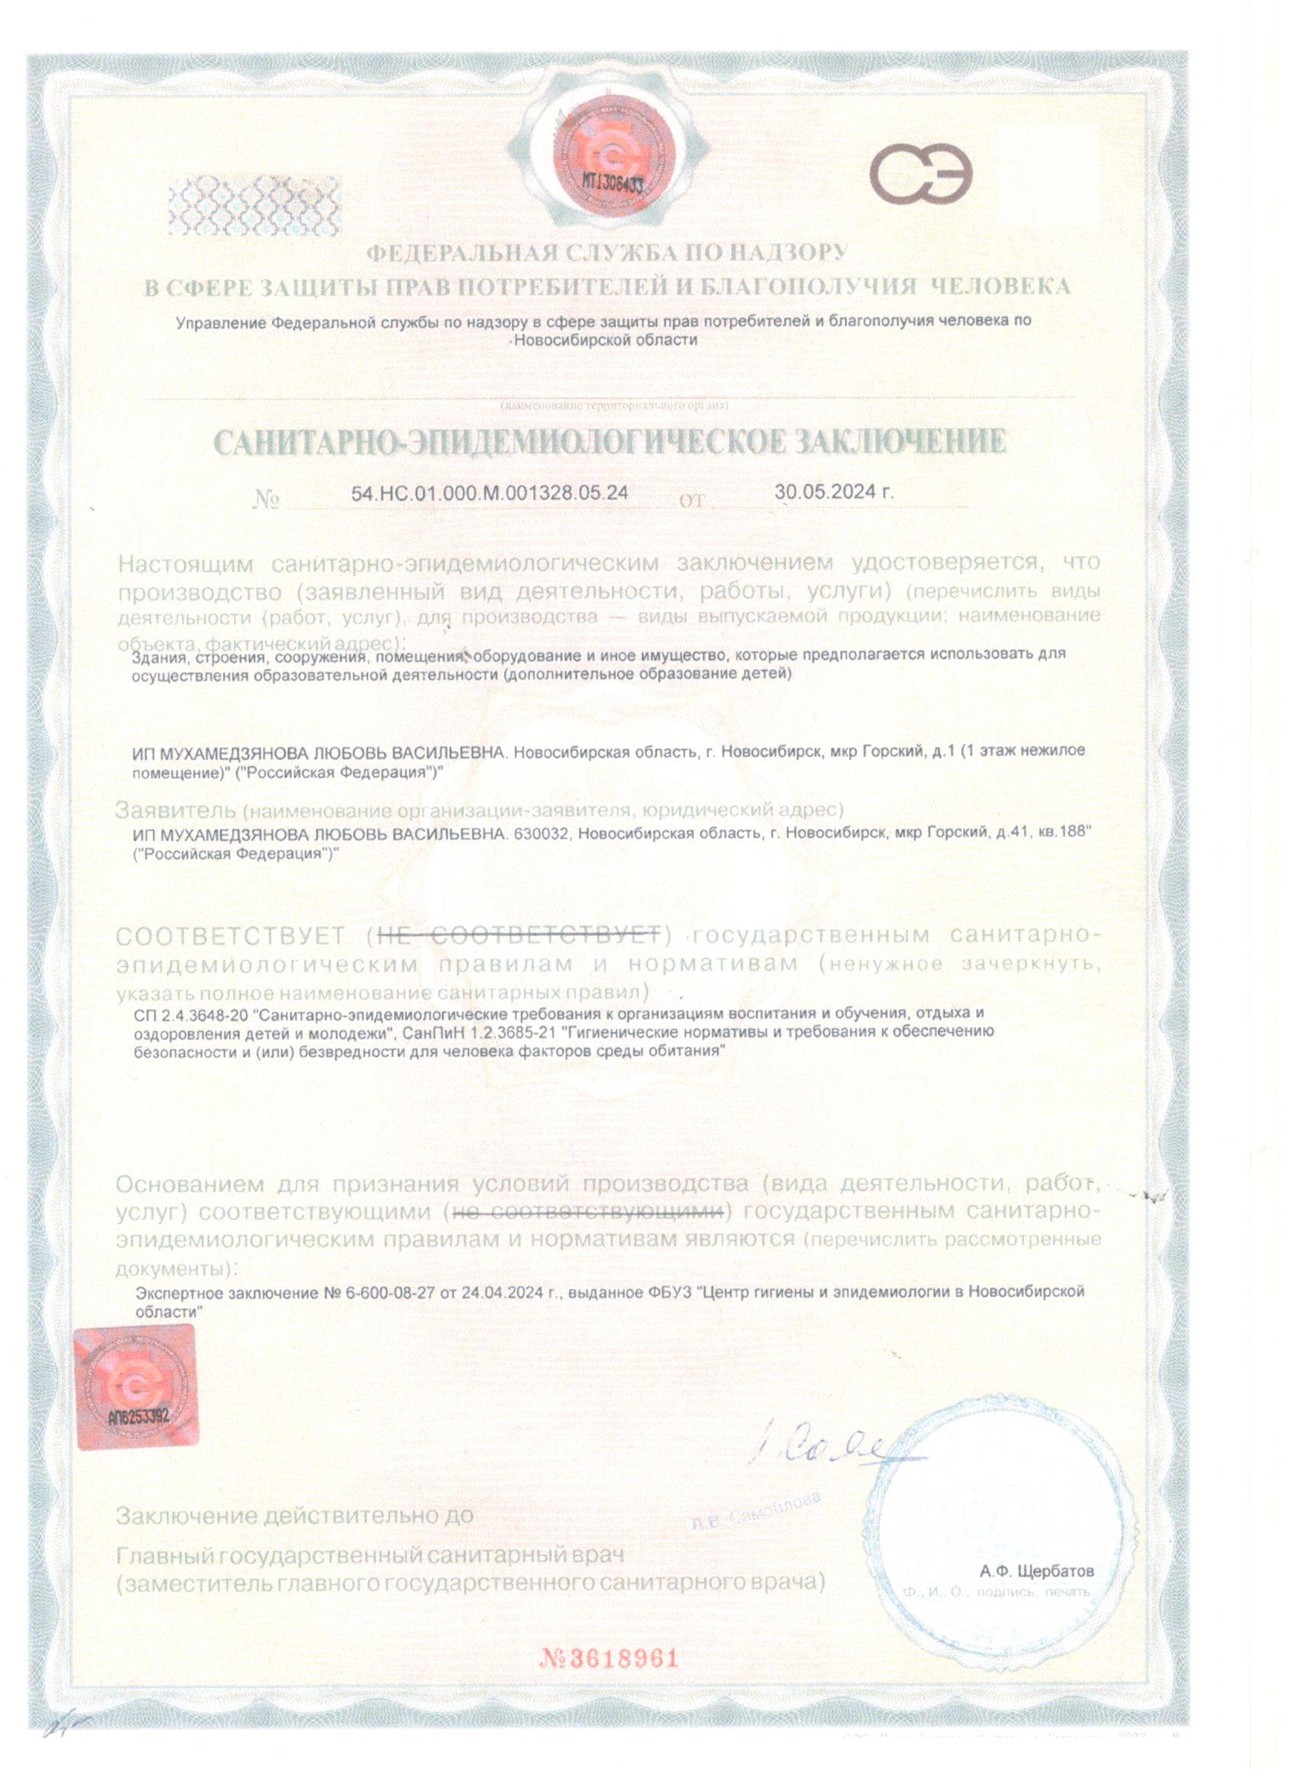 МТ1306433
СЭ
ФЕДЕРАЛЬНАЯ СЛУЖБА ПО НАДЗОРУ
В СФЕРЕ ЗАЩИТЫ ПРАВ ПОТРЕБИТЕЛЕЙ И БЛАГОПОЛУЧИЯ ЧЕЛОВЕКА
Управление Федеральной службы по надзору в сфере защиты прав потребителей и благополучия человека по
Новосибирской области
(наименование территориального органа)
САНИТАРНО-ЭПИДЕМИОЛОГИЧЕСКОЕ ЗАКЛЮЧЕНИЕ
№ 54.НС.01.000.М.001328.05.24 от 30.05.2024 г.
Настоящим санитарно-эпидемиологическим заключением удостоверяется, что
производство (заявленный вид деятельности, работы, услуги) (перечислить виды
деятельности (работ, услуг), для производства — виды выпускаемой продукции; наименование
объекта, фактический адрес):
Здания, строения, сооружения, помещения, оборудование и иное имущество, которые предполагается использовать для
осуществления образовательной деятельности (дополнительное образование детей)
ИП МУХАМЕДЗЯНОВА ЛЮБОВЬ ВАСИЛЬЕВНА. Новосибирская область, г. Новосибирск, мкр Горский, д.1 (1 этаж нежилое
помещение)" ("Российская Федерация")"
Заявитель (наименование организации-заявителя, юридический адрес)
ИП МУХАМЕДЗЯНОВА ЛЮБОВЬ ВАСИЛЬЕВНА. 630032, Новосибирская область, г. Новосибирск, мкр Горский, д.41, кв.188"
("Российская Федерация")"
СООТВЕТСТВУЕТ (НЕ СООТВЕТСТВУЕТ) государственным санитарно-
эпидемиологическим правилам и нормативам (ненужное зачеркнуть,
указать полное наименование санитарных правил)
СП 2.4.3648-20 "Санитарно-эпидемиологические требования к организациям воспитания и обучения, отдыха и
оздоровления детей и молодежи", СанПиН 1.2.3685-21 "Гигиенические нормативы и требования к обеспечению
безопасности и (или) безвредности для человека факторов среды обитания"
Основанием для признания условий производства (вида деятельности, работ,
услуг) соответствующими (не соответствующими) государственным санитарно-
эпидемиологическим правилам и нормативам являются (перечислить рассмотренные
документы):
Экспертное заключение № 6-600-08-27 от 24.04.2024 г., выданное ФБУЗ "Центр гигиены и эпидемиологии в Новосибирской
области"
АП6253392
Л.В Самойлова
Заключение действительно до
Главный государственный санитарный врач
(заместитель главного государственного санитарного врача)
А.Ф. Щербатов
Ф., И., О., подпись, печать
№3618961